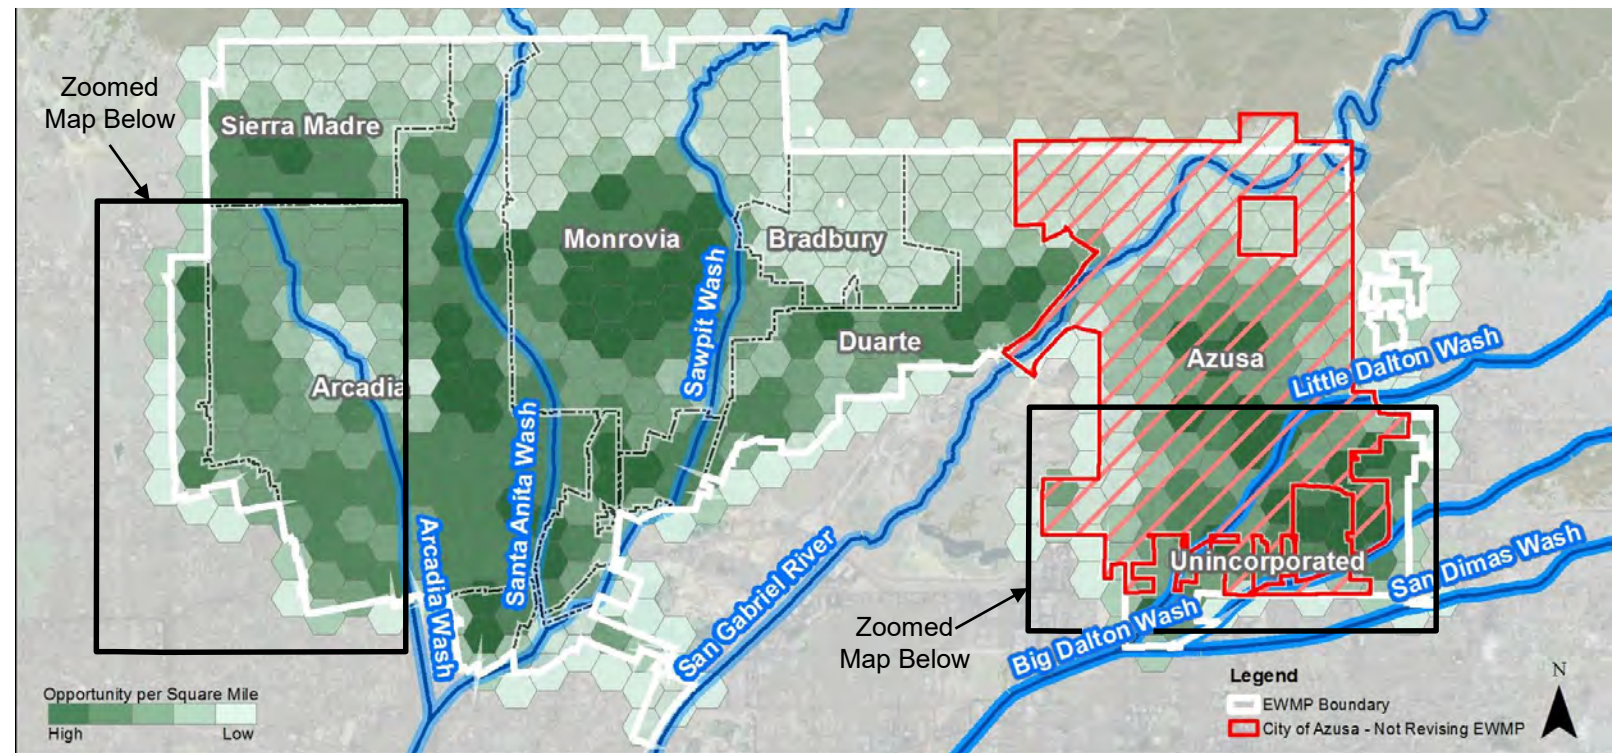 Zoomed
Map Below
Sierra Madre
Monrovia
Bradbury
Sawpit Wash
Duarte
Azusa
Little Dalton Wash
Arcadia
Santa Anita Wash
Arcadia Wash
San Gabriel River
Unincorporated
San Dimas Wash
Big Dalton Wash
Zoomed
Map Below
Opportunity per Square Mile
High
Low
Legend
EWMP Boundary
City of Azusa - Not Revising EWMP
N